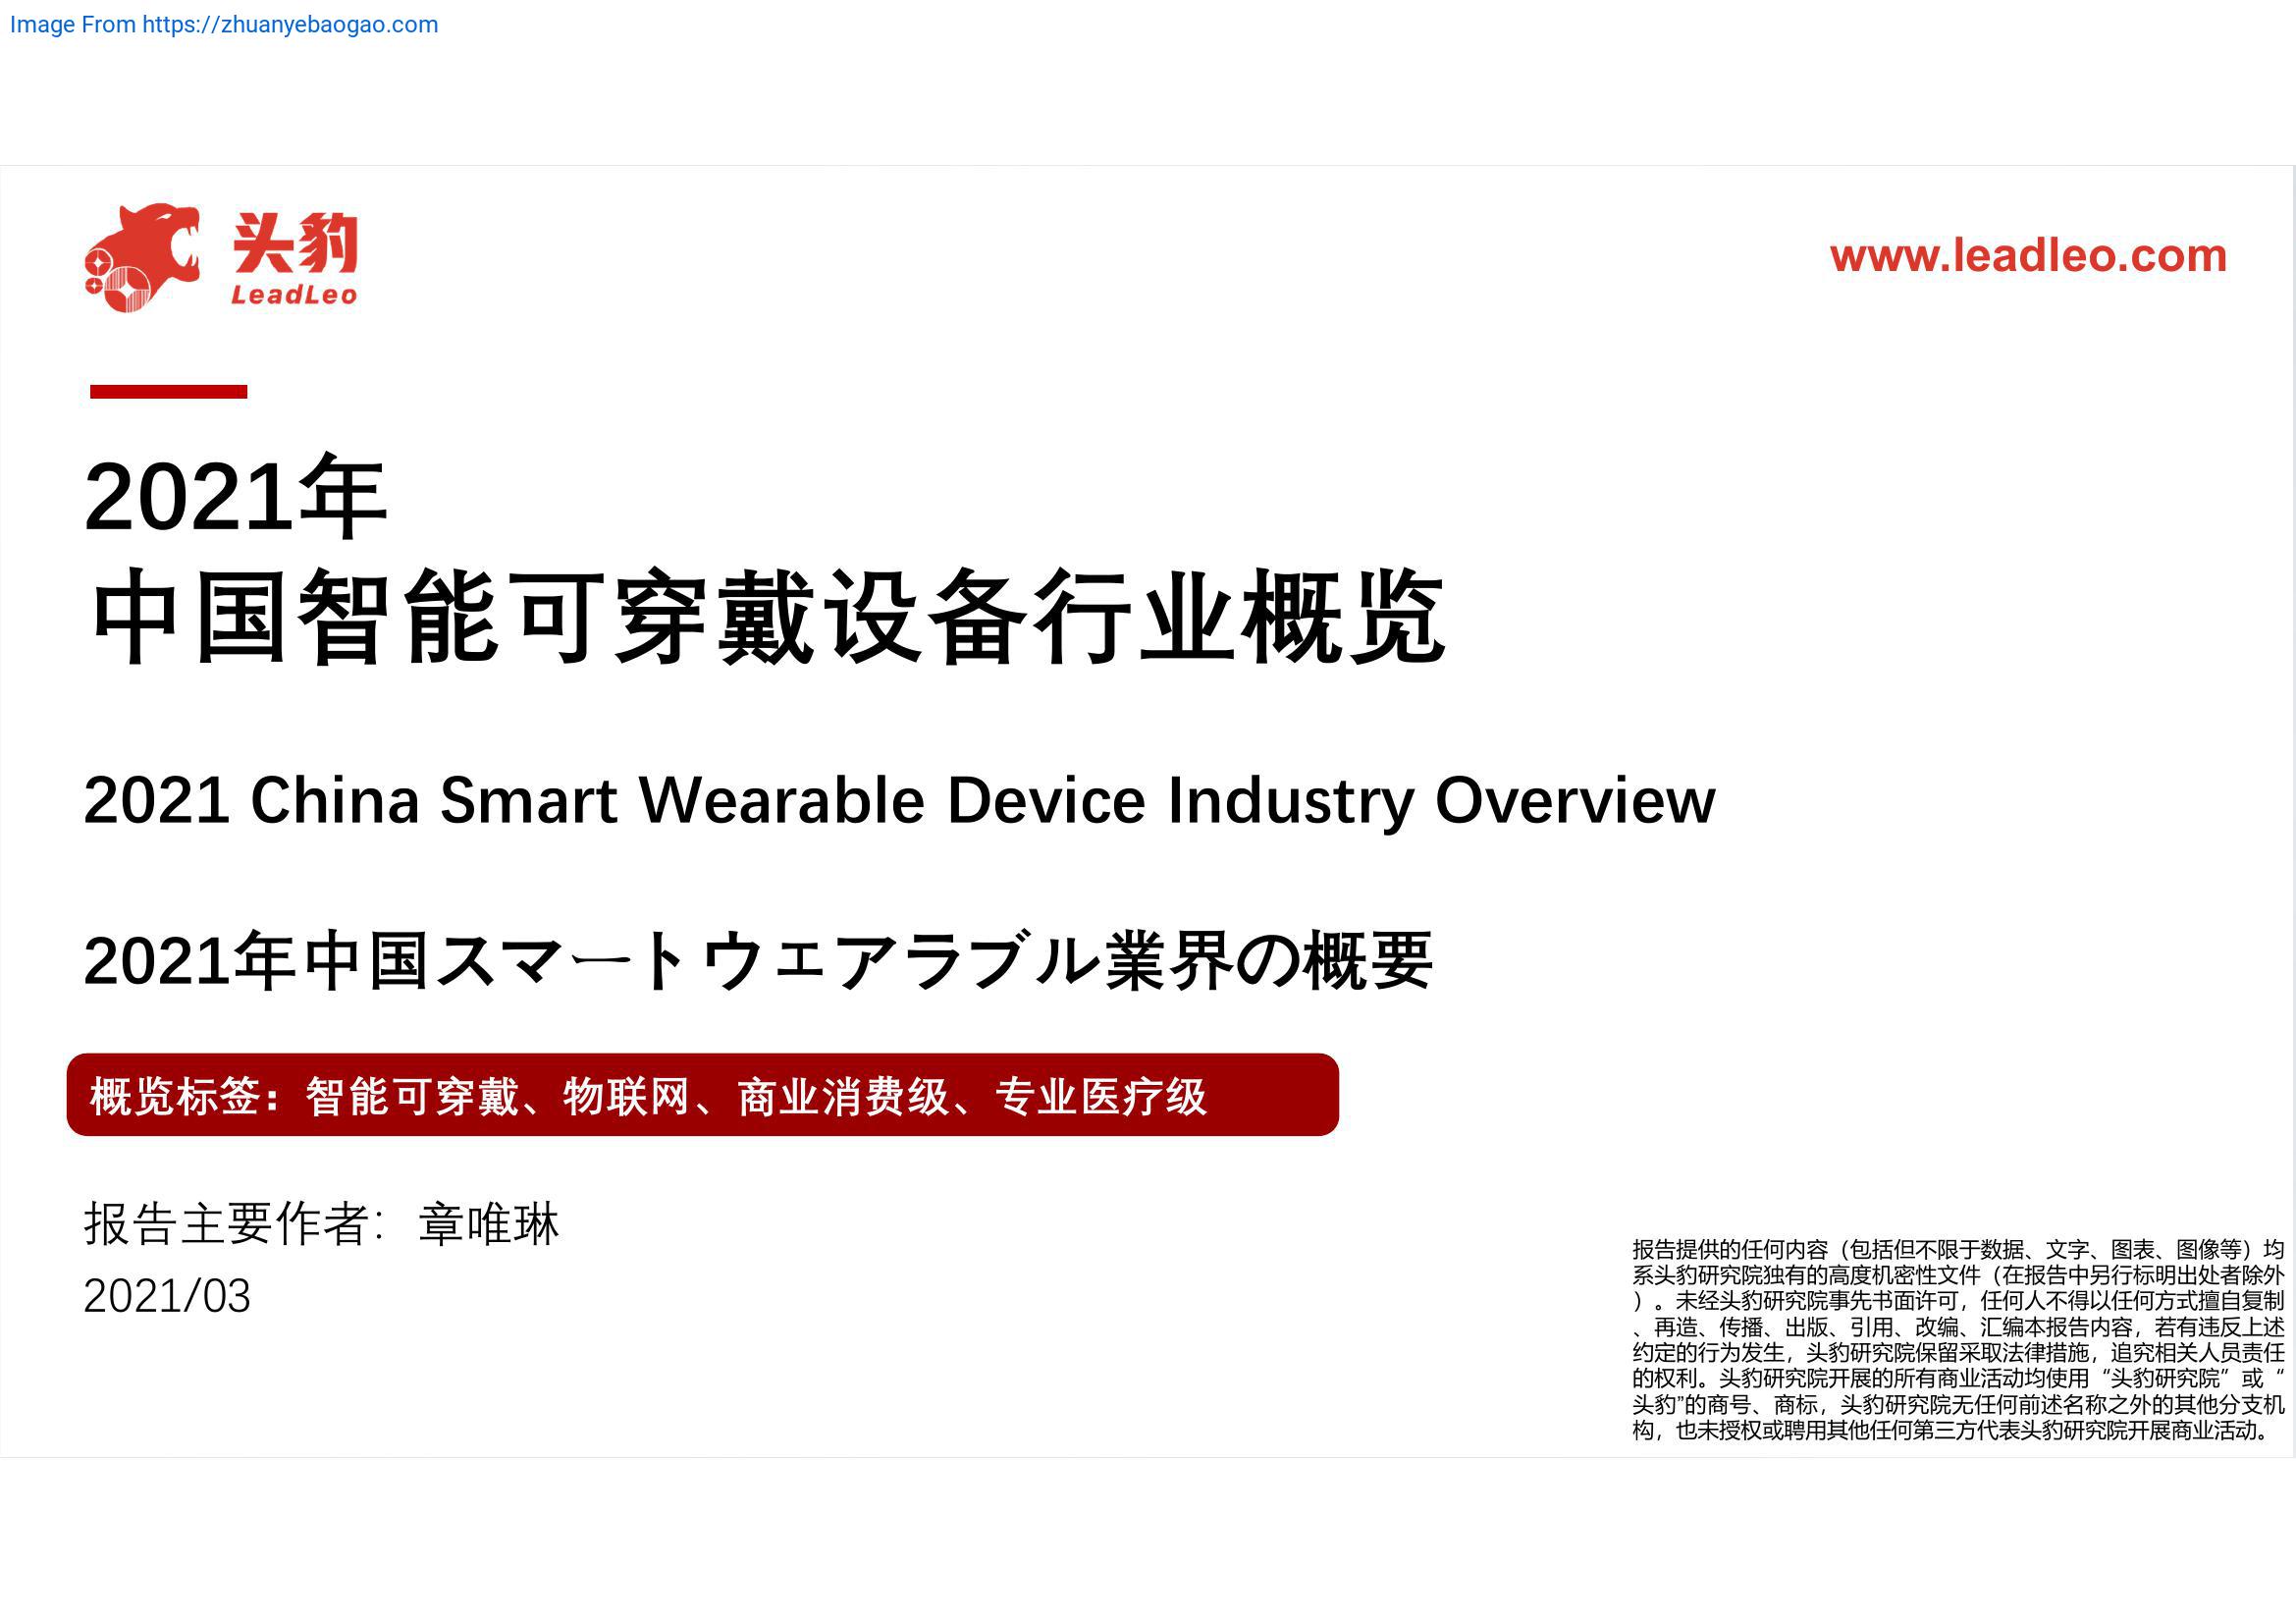 Image From https://zhuanyebaogao.com
头豹
LeadLeo
www.leadleo.com
2021年
中国智能可穿戴设备行业概览
2021 China Smart Wearable Device Industry Overview
2021年中国スマートウェアラブル業界の概要
概览标签：智能可穿戴、物联网、商业消费级、专业医疗级
报告主要作者：章唯琳
2021/03
报告提供的任何内容（包括但不限于数据、文字、图表、图像等）均
系头豹研究院独有的高度机密性文件（在报告中另行标明出处者除外
）。未经头豹研究院事先书面许可，任何人不得以任何方式擅自复制
、再造、传播、出版、引用、改编、汇编本报告内容，若有违反上述
约定的行为发生，头豹研究院保留采取法律措施，追究相关人员责任
的权利。头豹研究院开展的所有商业活动均使用“头豹研究院”或“
头豹”的商号、商标，头豹研究院无任何前述名称之外的其他分支机
构，也未授权或聘用其他任何第三方代表头豹研究院开展商业活动。